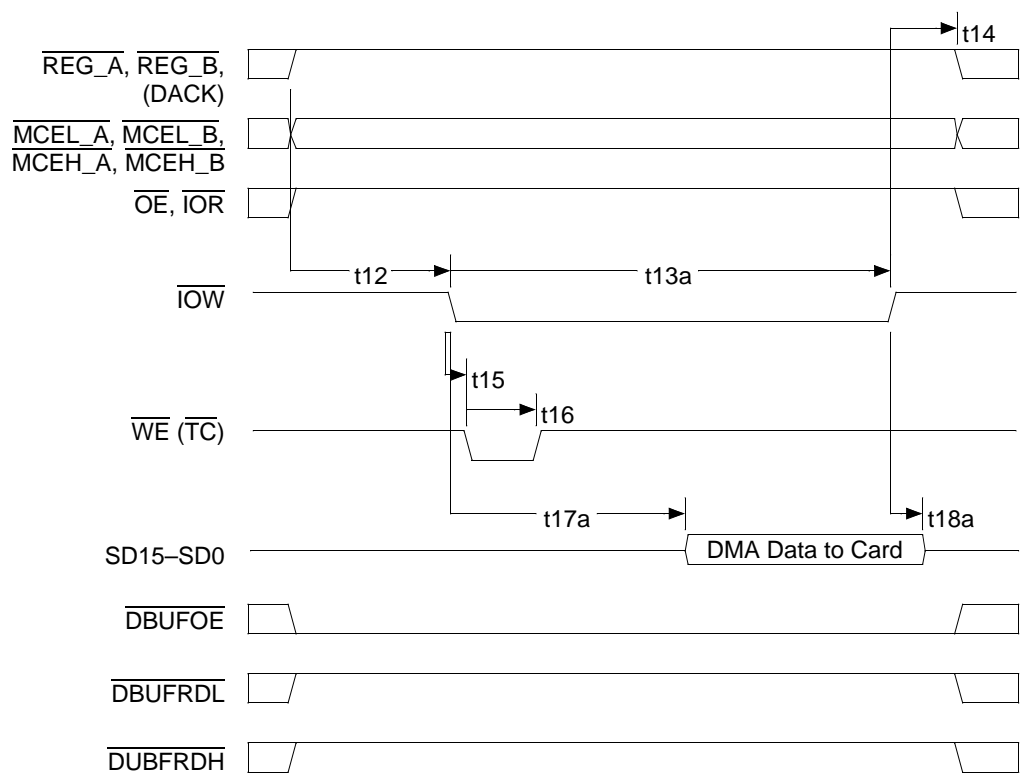 t14
REG_A, REG_B,
(DACK)
MCEL_A, MCEL_B,
MCEH_A, MCEH_B
OE, IOR
t12
t13a
IOW
t15
t16
WE (TC)
t17a
t18a
SD15–SD0
DMA Data to Card
DBUFOE
DBUFRDL
DUBFRDH